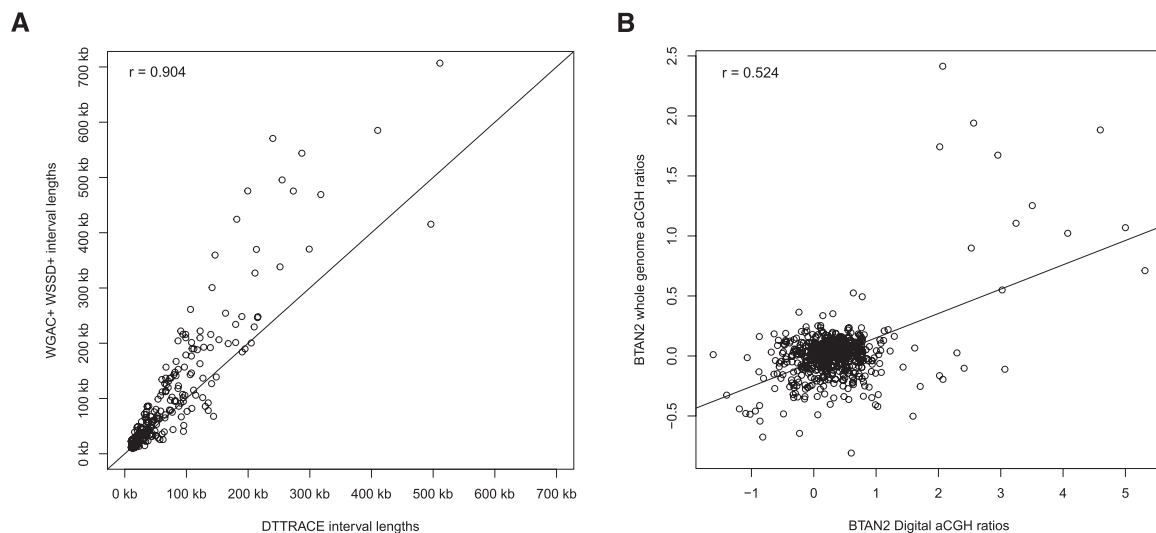 A
r = 0.904
WGAC+ WSSD+ interval lengths
700 kb
600 kb
500 kb
400 kb
300 kb
200 kb
100 kb
0 kb
0 kb 100 kb 200 kb 300 kb 400 kb 500 kb 600 kb 700 kb
DTTRACE interval lengths
B
r = 0.524
BTAN2 whole genome aCGH ratios
2.5
2.0
1.5
1.0
0.5
0.0
−0.5
−1 0 1 2 3 4 5
BTAN2 Digital aCGH ratios